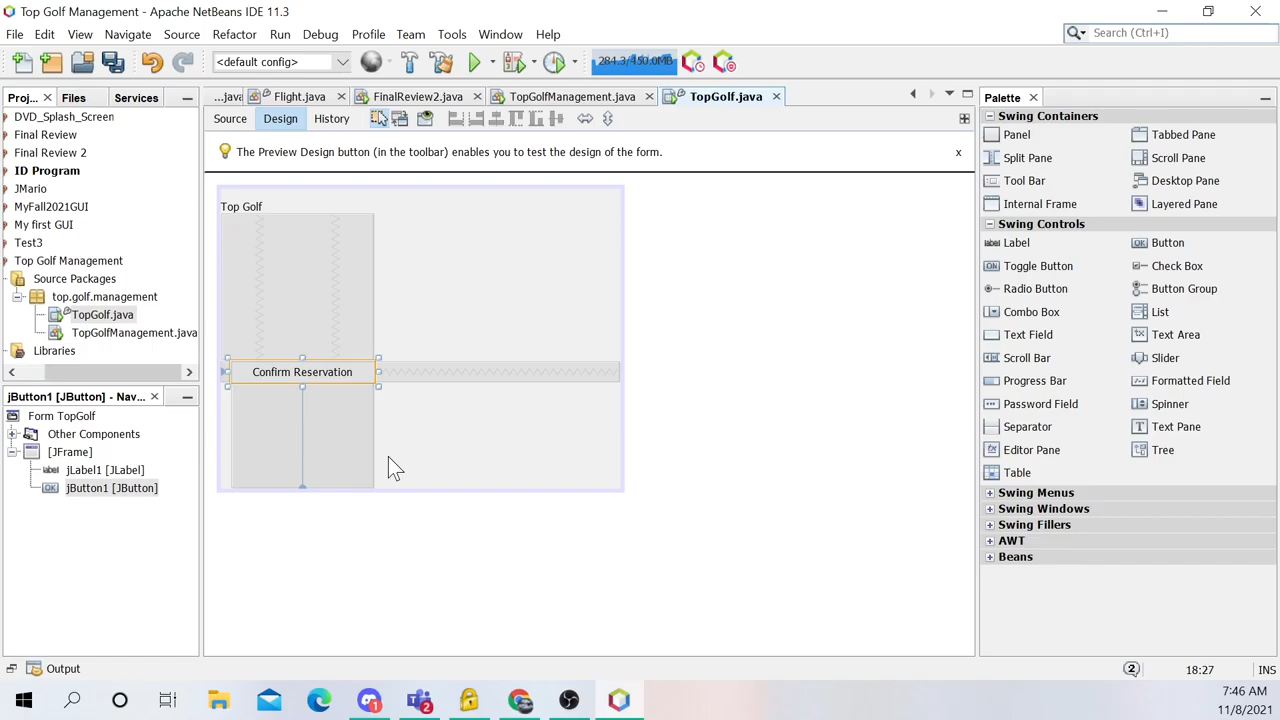 Top Golf Management - Apache NetBeans IDE 11.3
File Edit View Navigate Source Refactor Run Debug Profile Team Tools Window Help
Search (Ctrl+I)
<default config>
284.3/450.0MB
Proj... Files Services
...java Flight.java FinalReview2.java TopGolfManagement.java TopGolf.java
Palette
Source Design History
The Preview Design button (in the toolbar) enables you to test the design of the form. x
DVD_Splash_Screen
Final Review
Final Review 2
ID Program
JMario
MyFall2021GUI
My first GUI
Test3
Top Golf Management
Source Packages
top.golf.management
TopGolf.java
TopGolfManagement.java
Libraries
jButton1 [JButton] - Nav...
Form TopGolf
Other Components
[JFrame]
jLabel1 [JLabel]
OK jButton1 [JButton]
Top Golf
Confirm Reservation
Swing Containers
Panel Tabbed Pane
Split Pane Scroll Pane
Tool Bar Desktop Pane
Internal Frame Layered Pane
Swing Controls
label Label OK Button
ON Toggle Button Check Box
Radio Button Button Group
Combo Box List
Text Field Text Area
Scroll Bar Slider
Progress Bar Formatted Field
Password Field Spinner
Separator T Text Pane
Editor Pane Tree
Table
Swing Menus
Swing Windows
Swing Fillers
AWT
Beans
Output
2 18:27 INS
1 2
7:46 AM
11/8/2021